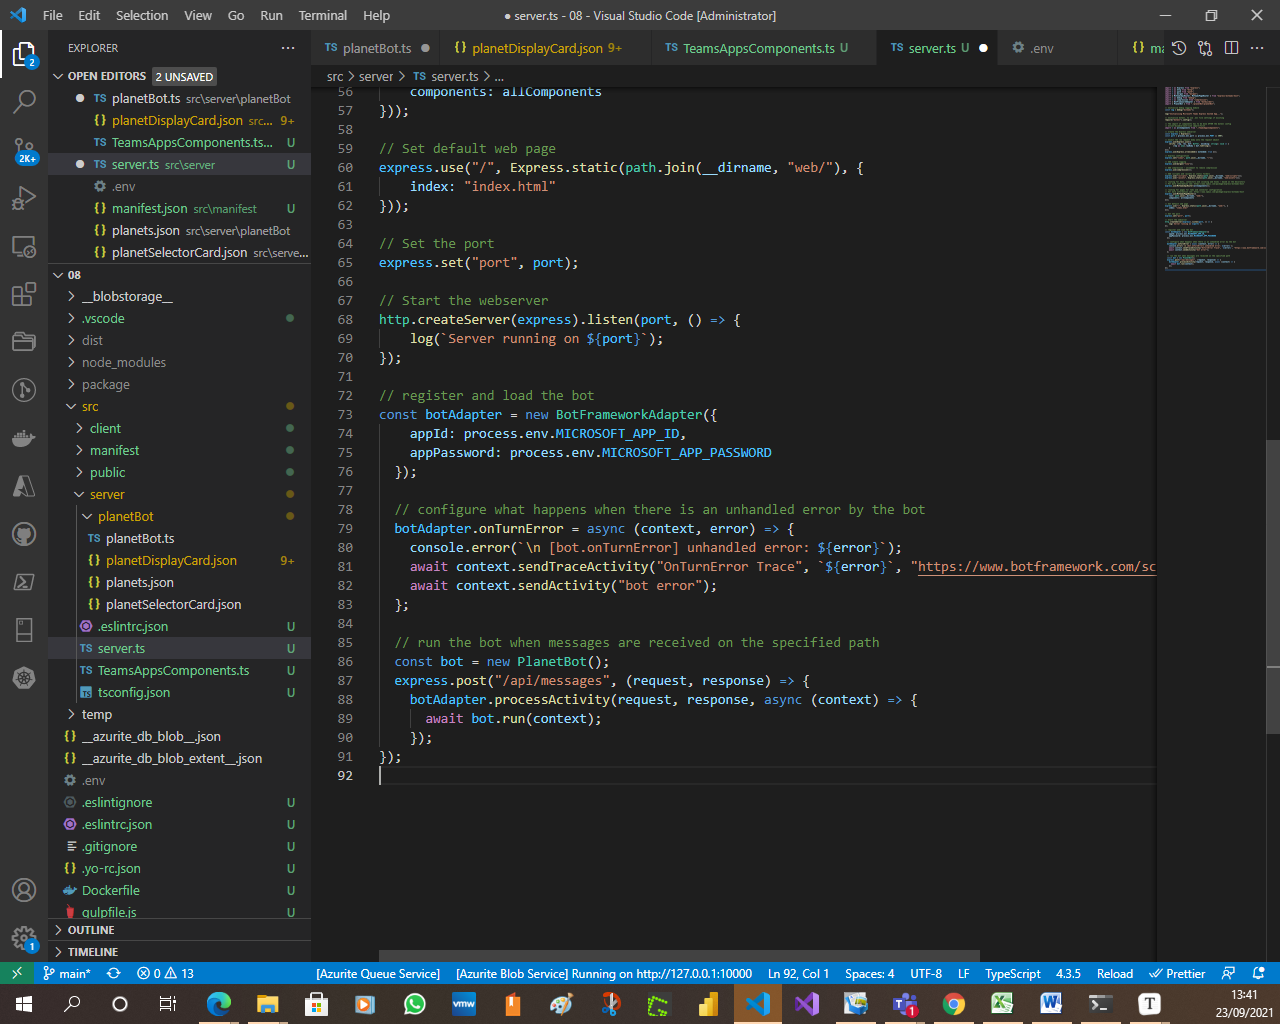 File Edit Selection View Go Run Terminal Help
● server.ts - 08 - Visual Studio Code [Administrator]
EXPLORER
TS planetBot.ts
{} planetDisplayCard.json 9+
TS TeamsAppsComponents.ts U
TS server.ts U
.env
{} ma
OPEN EDITORS 2 UNSAVED
TS planetBot.ts src\server\planetBot
{} planetDisplayCard.json src... 9+
TS TeamsAppsComponents.ts... U
TS server.ts src\server U
.env
{} manifest.json src\manifest U
{} planets.json src\server\planetBot
{} planetSelectorCard.json src\serve...
08
__blobstorage__
.vscode
dist
node_modules
package
src
client
manifest
public
server
planetBot
TS planetBot.ts
{} planetDisplayCard.json 9+
{} planets.json
{} planetSelectorCard.json
.eslintrc.json U
TS server.ts U
TS TeamsAppsComponents.ts U
tsconfig.json U
temp
{} __azurite_db_blob__.json
{} __azurite_db_blob_extent__.json
.env
.eslintignore U
.eslintrc.json U
.gitignore U
{} .yo-rc.json U
Dockerfile U
gulpfile.js U
OUTLINE
TIMELINE
2
2K+
1
src > server > TS server.ts > ...
56 components: allComponents
57 }));
58
59 // Set default web page
60 express.use("/", Express.static(path.join(__dirname, "web/"), {
61 index: "index.html"
62 }));
63
64 // Set the port
65 express.set("port", port);
66
67 // Start the webserver
68 http.createServer(express).listen(port, () => {
69 log(`Server running on ${port}`);
70 });
71
72 // register and load the bot
73 const botAdapter = new BotFrameworkAdapter({
74 appId: process.env.MICROSOFT_APP_ID,
75 appPassword: process.env.MICROSOFT_APP_PASSWORD
76 });
77
78 // configure what happens when there is an unhandled error by the bot
79 botAdapter.onTurnError = async (context, error) => {
80 console.error(`\n [bot.onTurnError] unhandled error: ${error}`);
81 await context.sendTraceActivity("OnTurnError Trace", `${error}`, "https://www.botframework.com/sc
82 await context.sendActivity("bot error");
83 };
84
85 // run the bot when messages are received on the specified path
86 const bot = new PlanetBot();
87 express.post("/api/messages", (request, response) => {
88 botAdapter.processActivity(request, response, async (context) => {
89 await bot.run(context);
90 });
91 });
92
main* 0 13 [Azurite Queue Service] [Azurite Blob Service] Running on http://127.0.0.1:10000 Ln 92, Col 1 Spaces: 4 UTF-8 LF TypeScript 4.3.5 Reload Prettier
vmw
1
T
13:41
23/09/2021